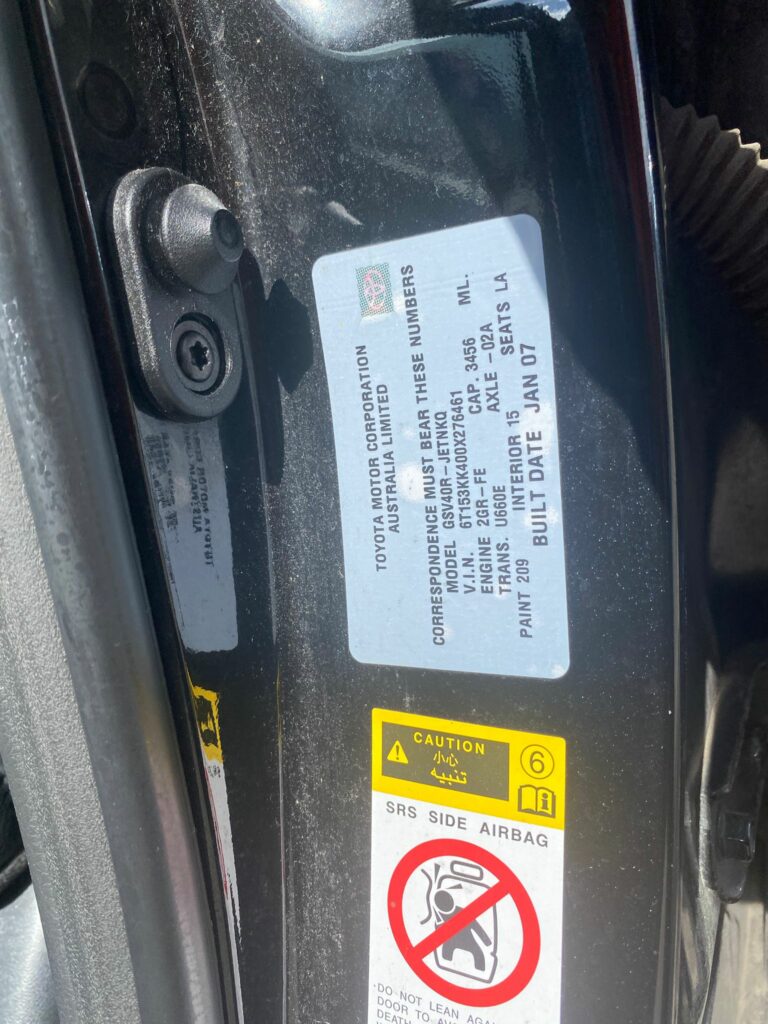 TOYOTA MOTOR CORPORATION
AUSTRALIA LIMITED
CORRESPONDENCE MUST BEAR THESE NUMBERS
MODEL GSV40R-JETNKQ
V.I.N. 6T153KK400X276461
ENGINE 2GR-FE CAP. 3456 ML.
TRANS. U660E AXLE -02A
PAINT 209 INTERIOR 15 SEATS LA
BUILT DATE JAN 07
CAUTION
小心
تنبيه
6
SRS SIDE AIRBAG
DO NOT LEAN AGAI
DOOR TO AV
DEATH